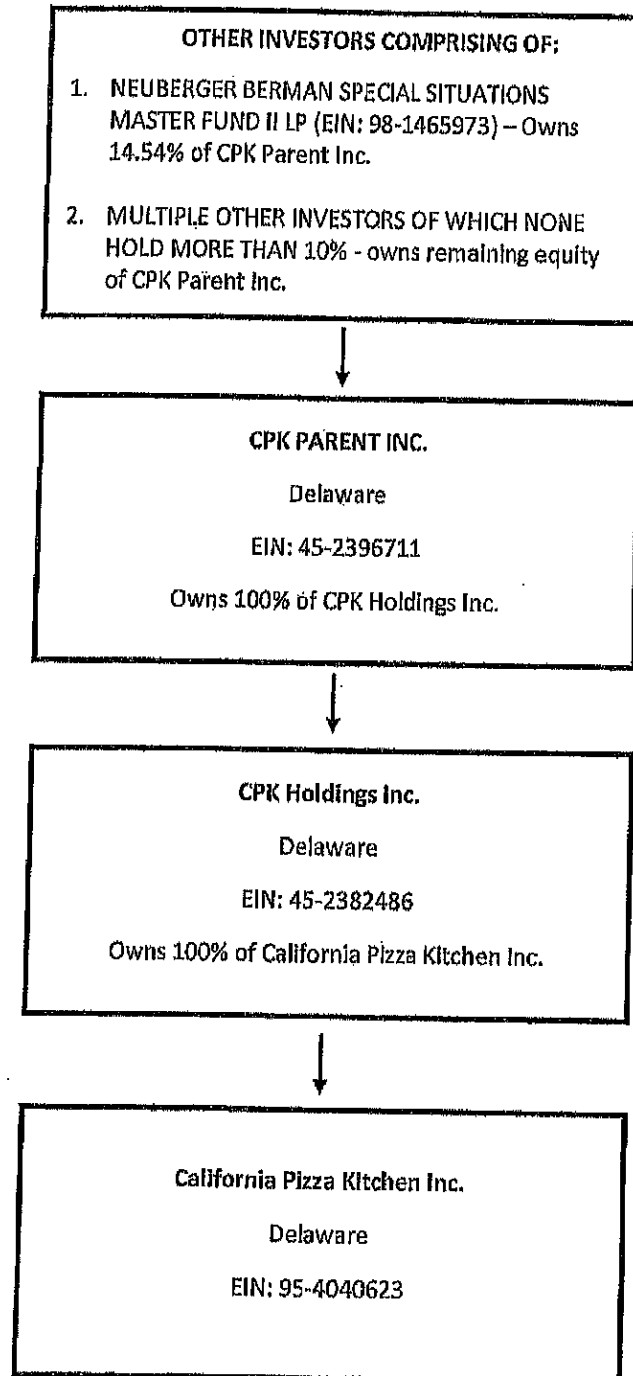 OTHER INVESTORS COMPRISING OF:
1. NEUBERGER BERMAN SPECIAL SITUATIONS
MASTER FUND II LP (EIN: 98-1465973) – Owns
14.54% of CPK Parent Inc.
2. MULTIPLE OTHER INVESTORS OF WHICH NONE
HOLD MORE THAN 10% - owns remaining equity
of CPK Parent Inc.
CPK PARENT INC.
Delaware
EIN: 45-2396711
Owns 100% of CPK Holdings Inc.
CPK Holdings Inc.
Delaware
EIN: 45-2382486
Owns 100% of California Pizza Kitchen Inc.
California Pizza Kitchen Inc.
Delaware
EIN: 95-4040623